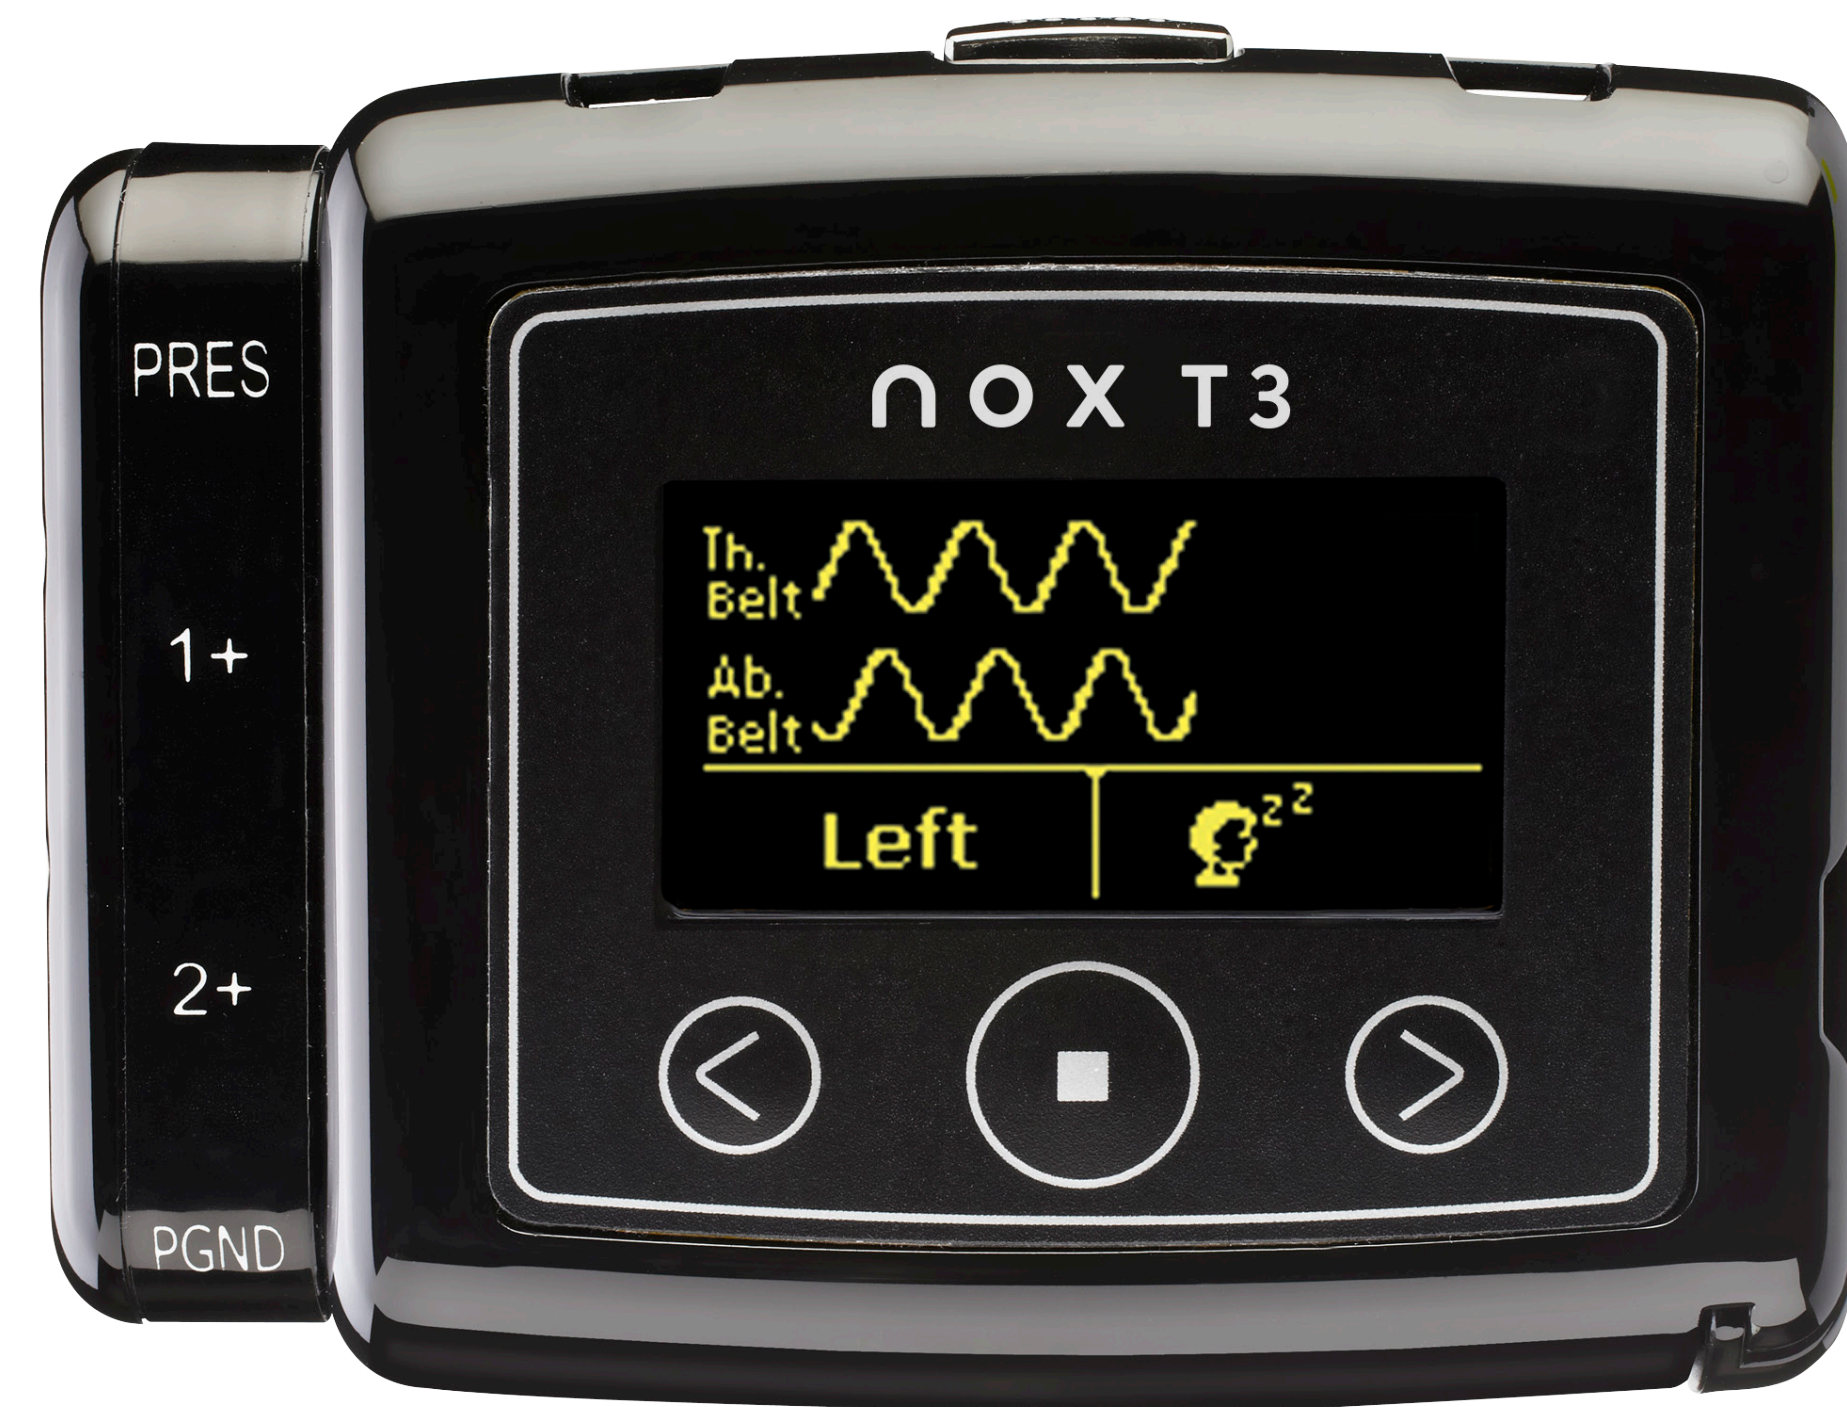 PRES
1+
2+
PGND
nox T3
Th.
Belt
Ab.
Belt
Left
z z